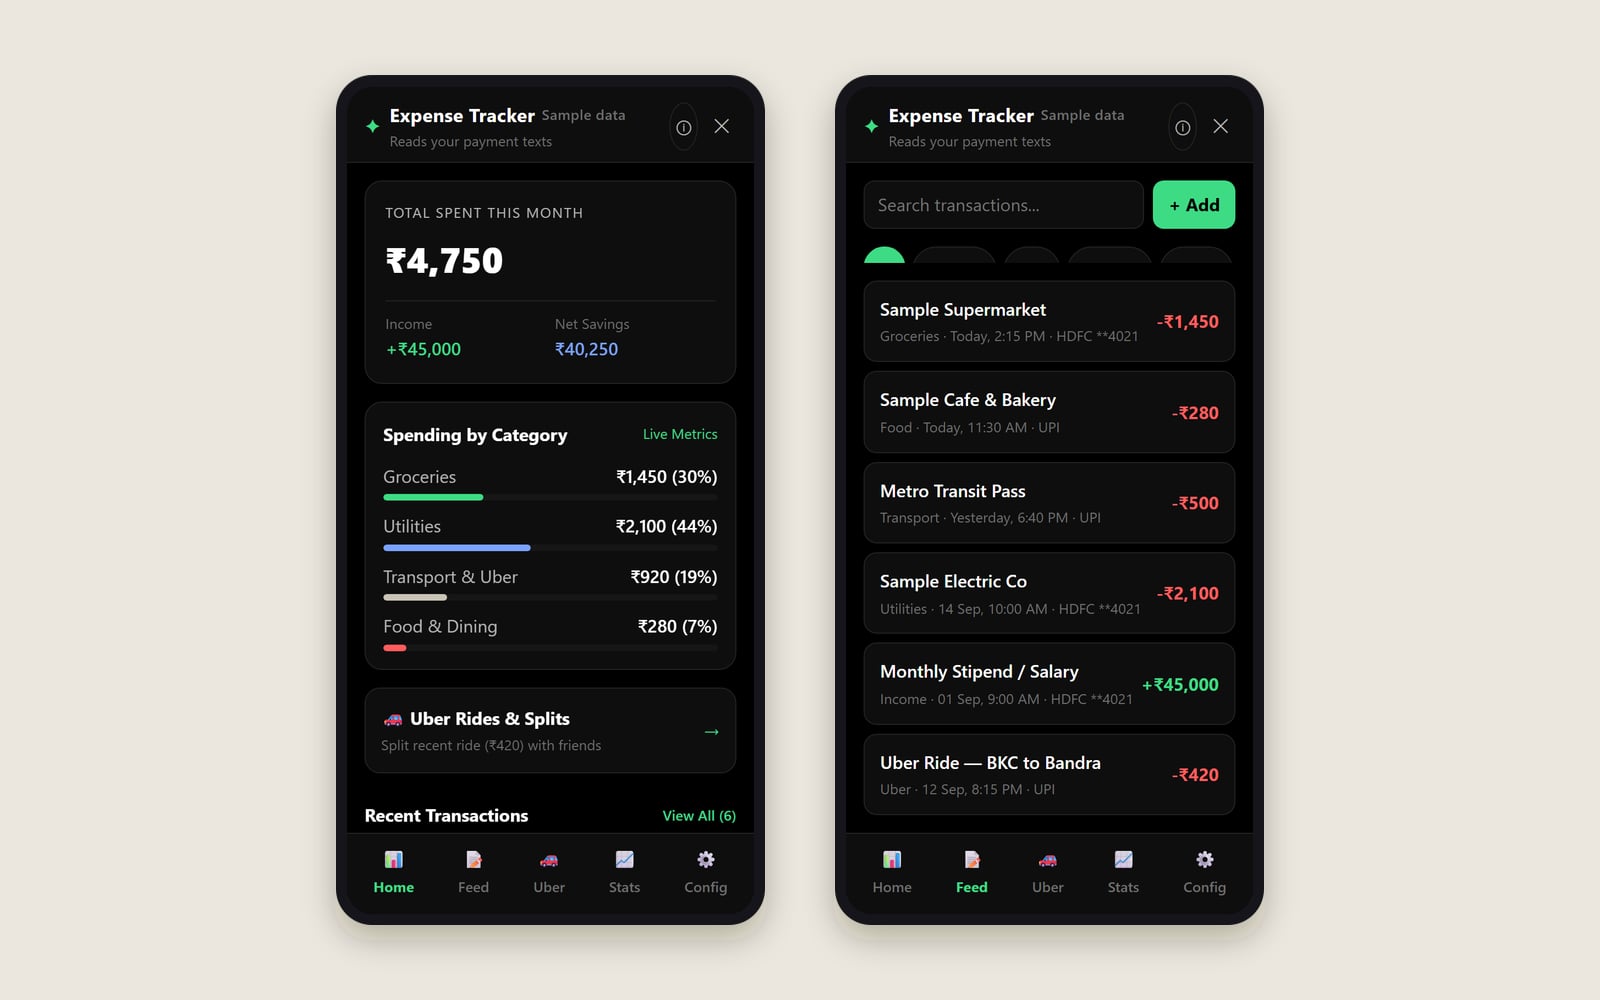 Expense Tracker Sample data
Reads your payment texts
TOTAL SPENT THIS MONTH
₹4,750
Income
Net Savings
+₹45,000
₹40,250
Spending by Category
Live Metrics
Groceries
₹1,450 (30%)
Utilities
₹2,100 (44%)
Transport & Uber
₹920 (19%)
Food & Dining
₹280 (7%)
Uber Rides & Splits
Split recent ride (₹420) with friends
→
Recent Transactions
View All (6)
Home
Feed
Uber
Stats
Config
Expense Tracker Sample data
Reads your payment texts
Search transactions...
+ Add
Sample Supermarket
Groceries · Today, 2:15 PM · HDFC **4021
-₹1,450
Sample Cafe & Bakery
Food · Today, 11:30 AM · UPI
-₹280
Metro Transit Pass
Transport · Yesterday, 6:40 PM · UPI
-₹500
Sample Electric Co
Utilities · 14 Sep, 10:00 AM · HDFC **4021
-₹2,100
Monthly Stipend / Salary
Income · 01 Sep, 9:00 AM · HDFC **4021
+₹45,000
Uber Ride — BKC to Bandra
Uber · 12 Sep, 8:15 PM · UPI
-₹420
Home
Feed
Uber
Stats
Config